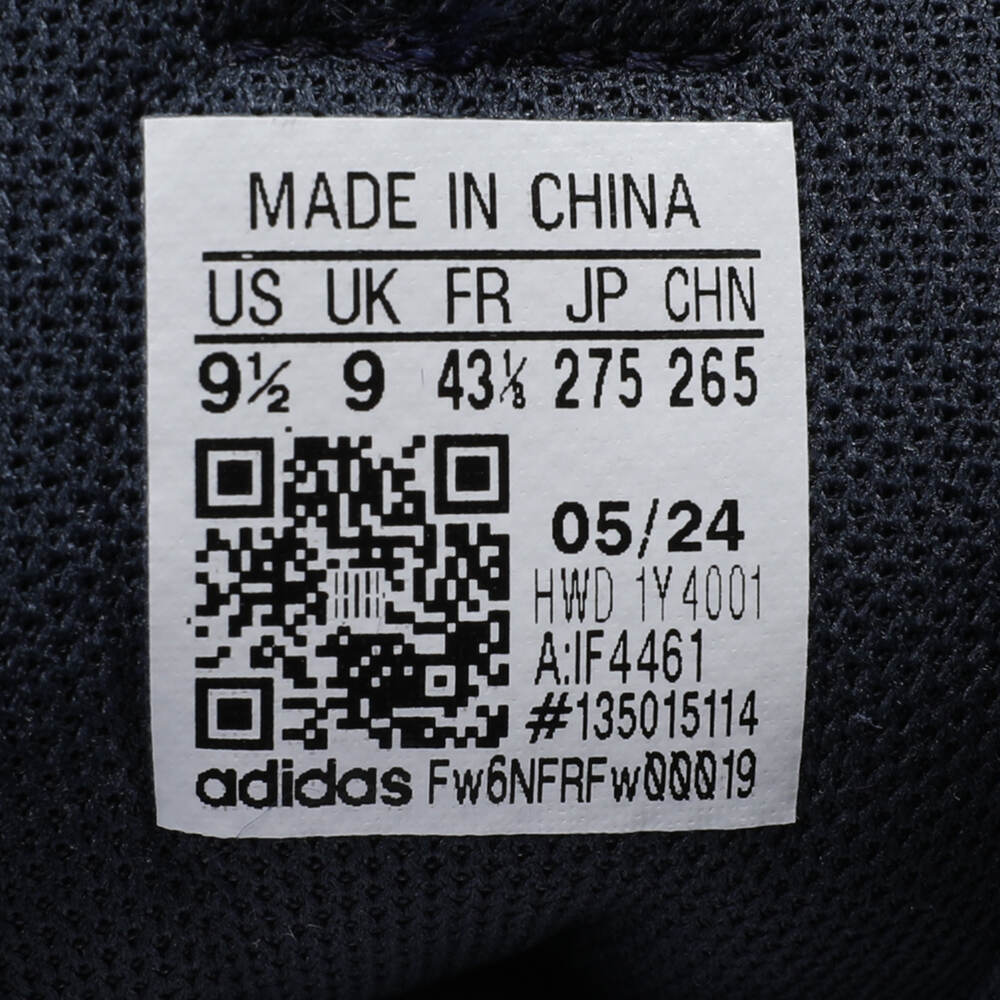 MADE IN CHINA
US UK FR JP CHN
9½ 9 43⅓ 275 265
05/24
HWD 1Y4001
A:IF4461
#135015114
adidas Fw6NFRFw00019